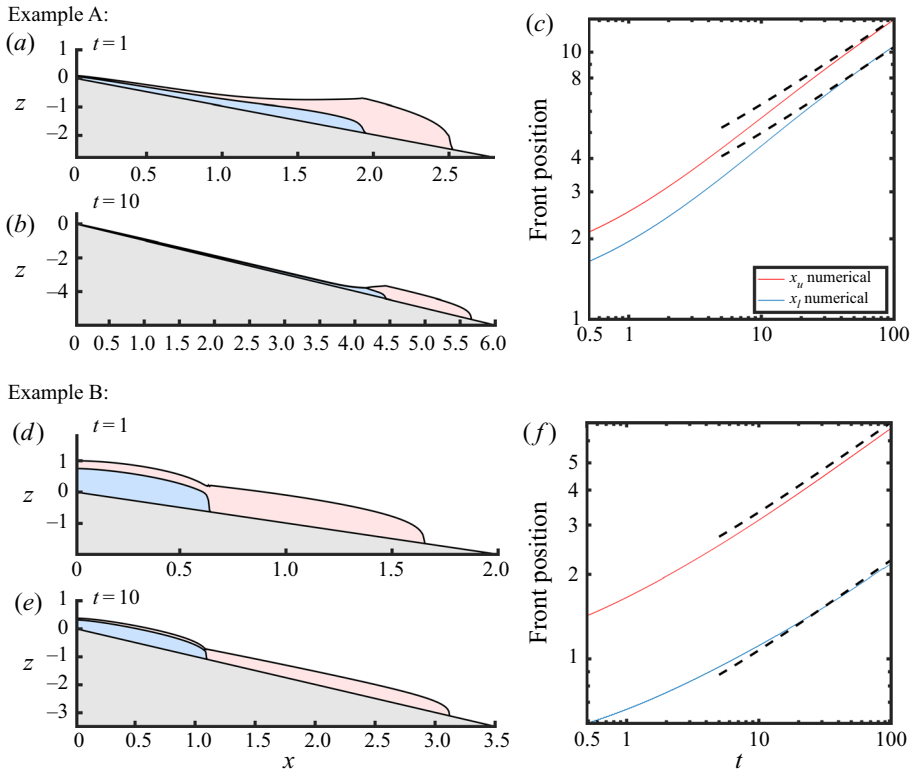 Example A:
(a) t = 1
1
0
–1
–2
z
0 0.5 1.0 1.5 2.0 2.5
(b) t = 10
0
–2
–4
z
0 0.5 1.0 1.5 2.0 2.5 3.0 3.5 4.0 4.5 5.0 5.5 6.0
(c)
10
8
6
4
3
2
1
Front position
x_u numerical
x_l numerical
0.5 1 10 100
Example B:
(d) t = 1
1
0
–1
z
0 0.5 1.0 1.5 2.0
(e) t = 10
1
0
–1
–2
–3
z
0 0.5 1.0 1.5 2.0 2.5 3.0 3.5
x
(f)
5
4
3
2
1
Front position
0.5 1 10 100
t